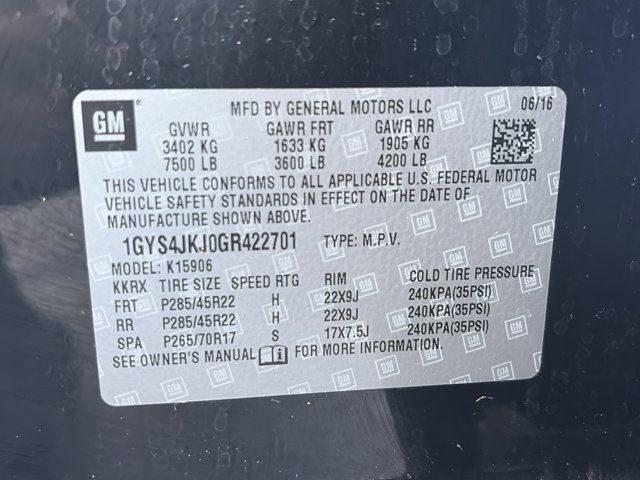 GM
MFD BY GENERAL MOTORS LLC 06/16
GVWR GAWR FRT GAWR RR
3402 KG 1633 KG 1905 KG
7500 LB 3600 LB 4200 LB
THIS VEHICLE CONFORMS TO ALL APPLICABLE U.S. FEDERAL MOTOR
VEHICLE SAFETY STANDARDS IN EFFECT ON THE DATE OF
MANUFACTURE SHOWN ABOVE.
1GYS4JKJ0GR422701 TYPE: M.P.V.
MODEL: K15906
KKRX TIRE SIZE SPEED RTG RIM COLD TIRE PRESSURE
FRT P285/45R22 H 22X9J 240KPA(35PSI)
RR P285/45R22 H 22X9J 240KPA(35PSI)
SPA P265/70R17 S 17X7.5J 240KPA(35PSI)
SEE OWNER'S MANUAL FOR MORE INFORMATION.